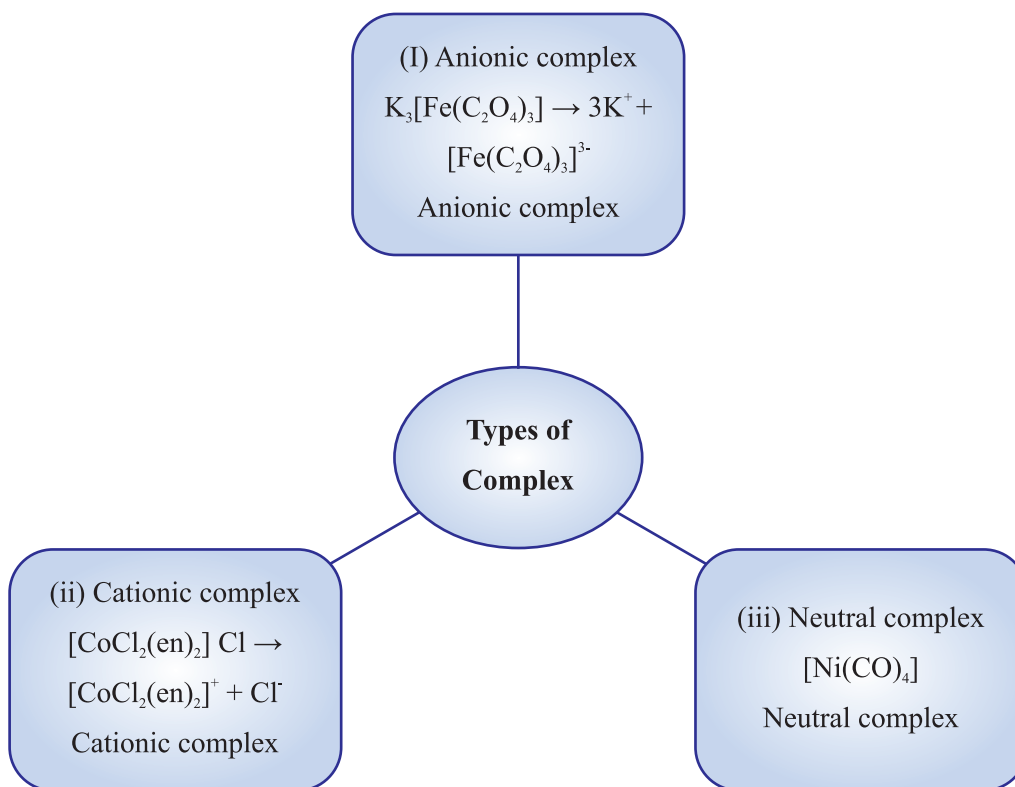 (I) Anionic complex
K₃[Fe(C₂O₄)₃] → 3K⁺ +
[Fe(C₂O₄)₃]³⁻
Anionic complex
Types of
Complex
(ii) Cationic complex
[CoCl₂(en)₂] Cl →
[CoCl₂(en)₂]⁺ + Cl⁻
Cationic complex
(iii) Neutral complex
[Ni(CO)₄]
Neutral complex